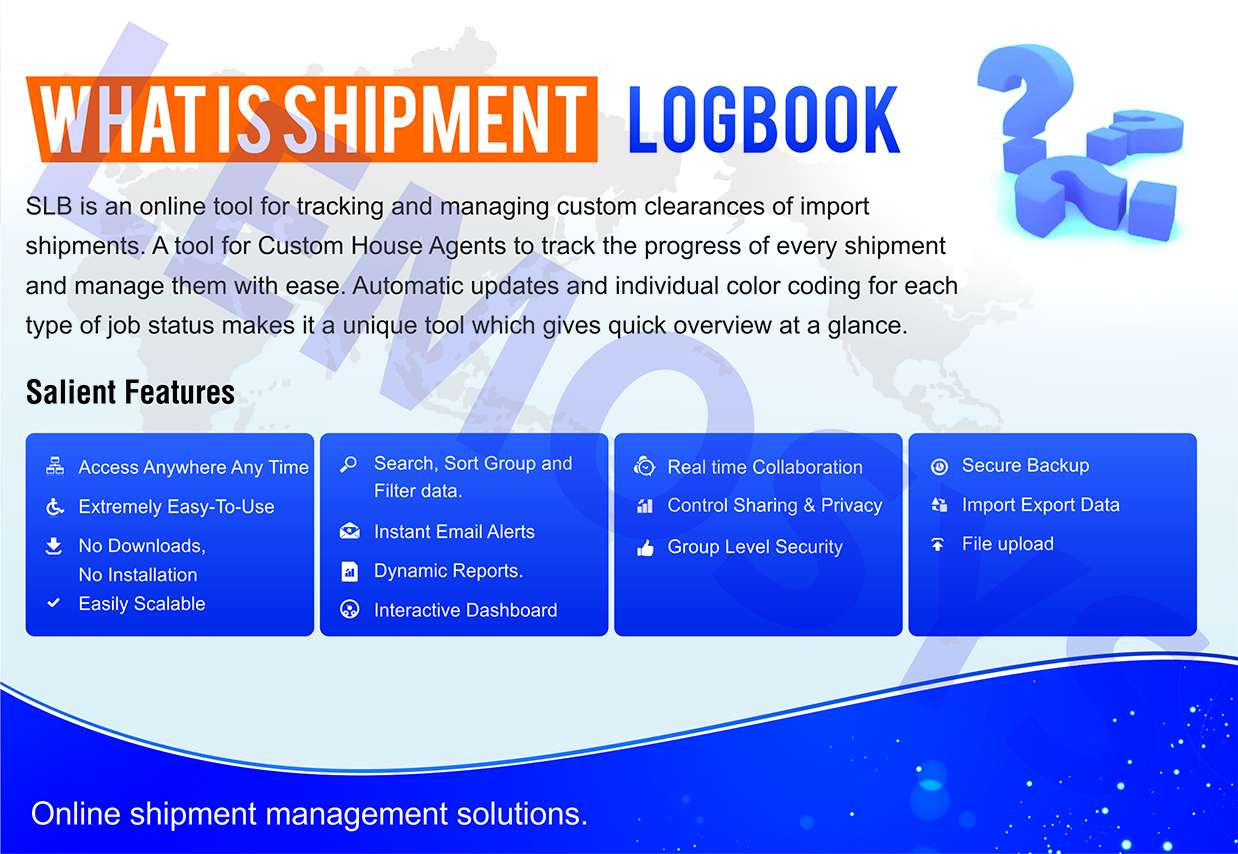 WHAT IS SHIPMENT LOGBOOK
SLB is an online tool for tracking and managing custom clearances of import
shipments. A tool for Custom House Agents to track the progress of every shipment
and manage them with ease. Automatic updates and individual color coding for each
type of job status makes it a unique tool which gives quick overview at a glance.
Salient Features
Access Anywhere Any Time
Extremely Easy-To-Use
No Downloads,
No Installation
Easily Scalable
Search, Sort Group and
Filter data.
Instant Email Alerts
Dynamic Reports.
Interactive Dashboard
Real time Collaboration
Control Sharing & Privacy
Group Level Security
Secure Backup
Import Export Data
File upload
Online shipment management solutions.
LEMOSYS